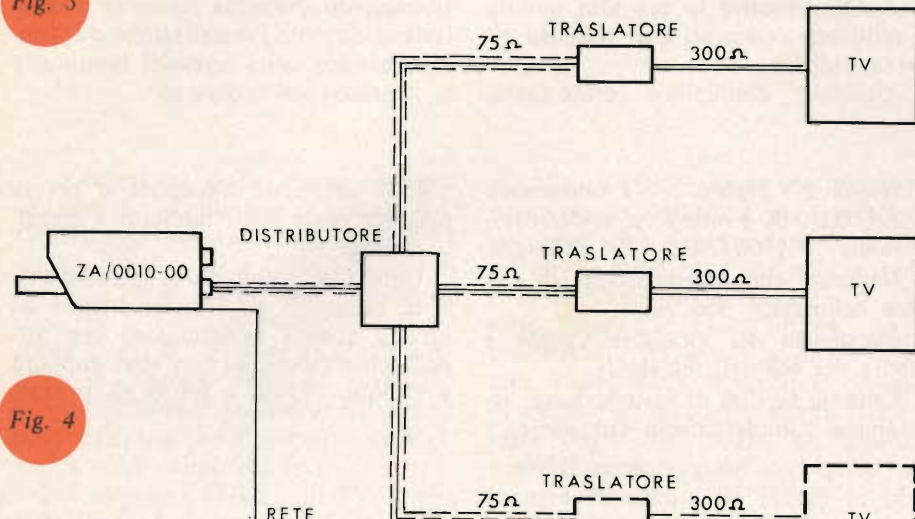 Fig. 3
75Ω
TRASLATORE
300Ω
TV
DISTRIBUTORE
ZA/0010-00
75Ω
TRASLATORE
300Ω
TV
Fig. 4
75Ω
TRASLATORE
300Ω
TV
RETE